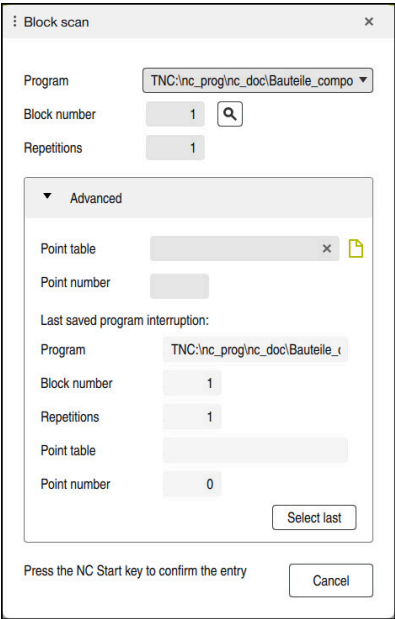 Block scan
Program TNC:\nc_prog\nc_doc\Bauteile_compo
Block number 1
Repetitions 1
Advanced
Point table
Point number
Last saved program interruption:
Program TNC:\nc_prog\nc_doc\Bauteile_
Block number 1
Repetitions 1
Point table
Point number 0
Select last
Press the NC Start key to confirm the entry
Cancel